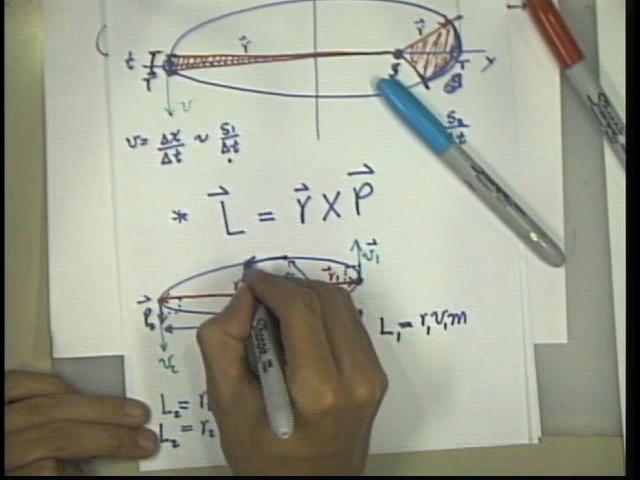 r⃗ r⃗
t S r x
T
v
v = Δx/Δt ~ S₁/Δt S₂/Δt
* L⃗ = r⃗ X P⃗
v⃗₁
r⃗₁
P⃗₂ L₁ = r₁v₁m
v₂
L₂ = r
L₂ = r₂